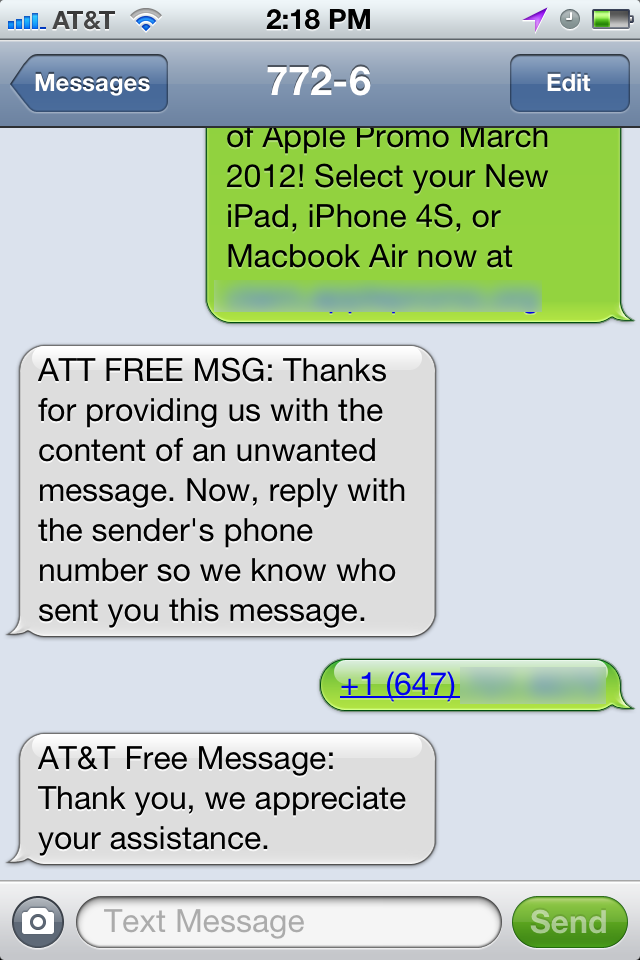 AT&T 2:18 PM
Messages 772-6 Edit
of Apple Promo March
2012! Select your New
iPad, iPhone 4S, or
Macbook Air now at
ATT FREE MSG: Thanks
for providing us with the
content of an unwanted
message. Now, reply with
the sender's phone
number so we know who
sent you this message.
+1 (647)
AT&T Free Message:
Thank you, we appreciate
your assistance.
Text Message Send